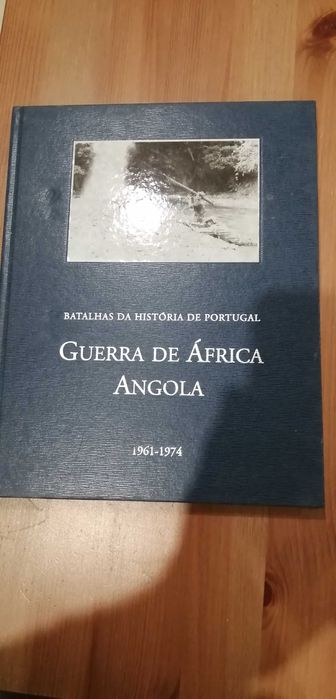 BATALHAS DA HISTÓRIA DE PORTUGAL
GUERRA DE ÁFRICA
ANGOLA
1961-1974